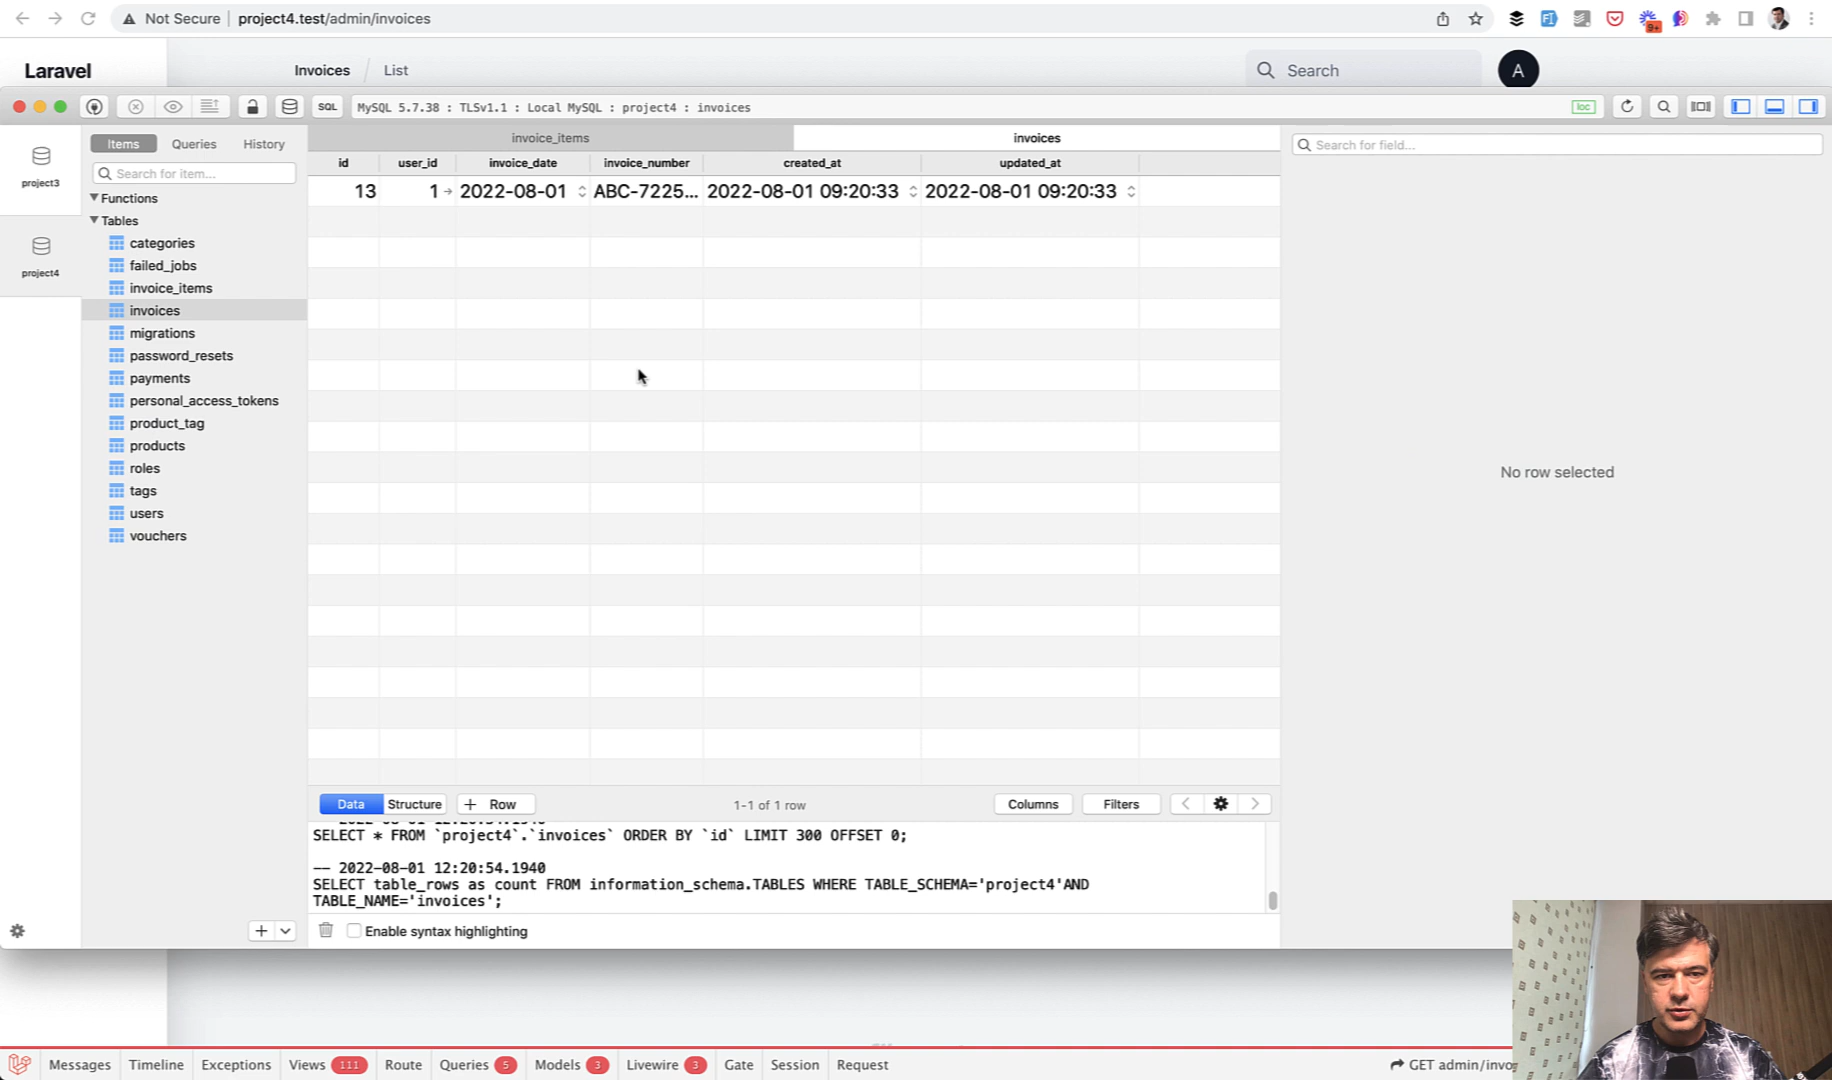 Not Secure project4.test/admin/invoices
9+
Laravel
Invoices / List
Search
A
SQL MySQL 5.7.38 : TLSv1.1 : Local MySQL : project4 : invoices
loc
project3
project4
Items Queries History
Search for item...
Functions
Tables
categories
failed_jobs
invoice_items
invoices
migrations
password_resets
payments
personal_access_tokens
product_tag
products
roles
tags
users
vouchers
invoice_items invoices
id user_id invoice_date invoice_number created_at updated_at
13 1 2022-08-01 ABC-7225... 2022-08-01 09:20:33 2022-08-01 09:20:33
Search for field...
No row selected
Data Structure + Row 1-1 of 1 row Columns Filters
SELECT * FROM `project4`.`invoices` ORDER BY `id` LIMIT 300 OFFSET 0;
-- 2022-08-01 12:20:54.1940
SELECT table_rows as count FROM information_schema.TABLES WHERE TABLE_SCHEMA='project4'AND
TABLE_NAME='invoices';
Enable syntax highlighting
Messages Timeline Exceptions Views 111 Route Queries 5 Models 3 Livewire 3 Gate Session Request GET admin/invo